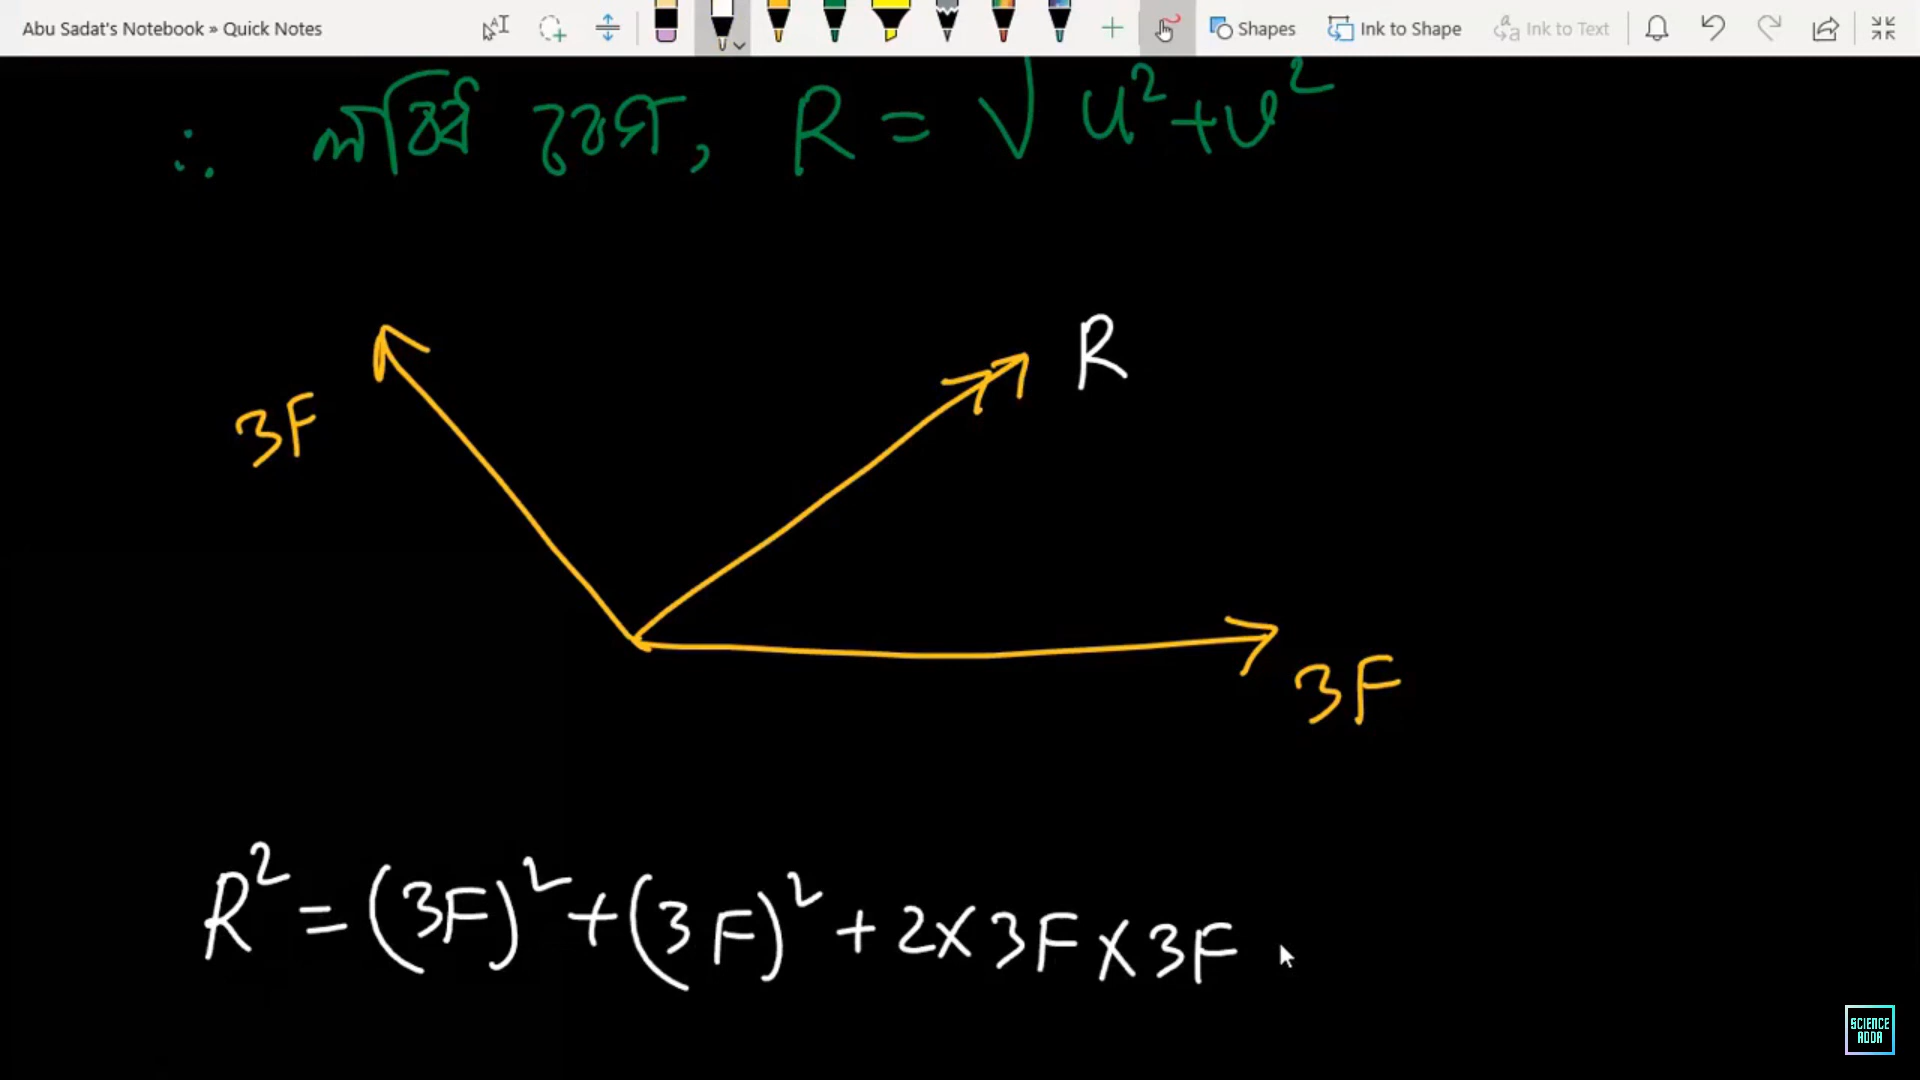 Abu Sadat's Notebook » Quick Notes
Shapes Ink to Shape Ink to Text
∴ লব্ধি হবে, R = √u²+v²
R
3F
3F
R² = (3F)² + (3F)² + 2×3F×3F
SCIENCE
ADDA